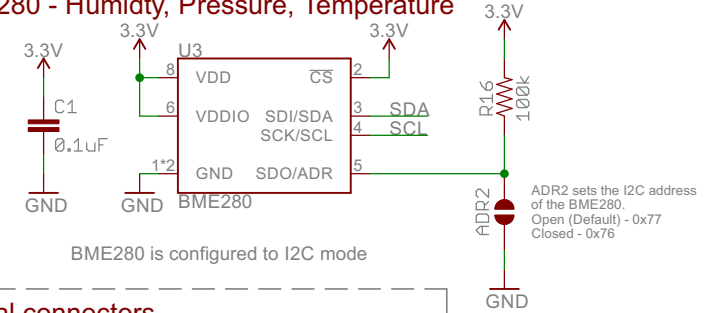 280 - Humidty, Pressure, Temperature
3.3V
3.3V
3.3V
3.3V
U3
8 VDD CS 2
6 VDDIO SDI/SDA 3 SDA
SCK/SCL 4 SCL
1*2 GND SDO/ADR 5
BME280
C1
0.1uF
GND
GND
R16
100k
ADR2
ADR2 sets the I2C address
of the BME280.
Open (Default) - 0x77
Closed - 0x76
GND
BME280 is configured to I2C mode
al connectors